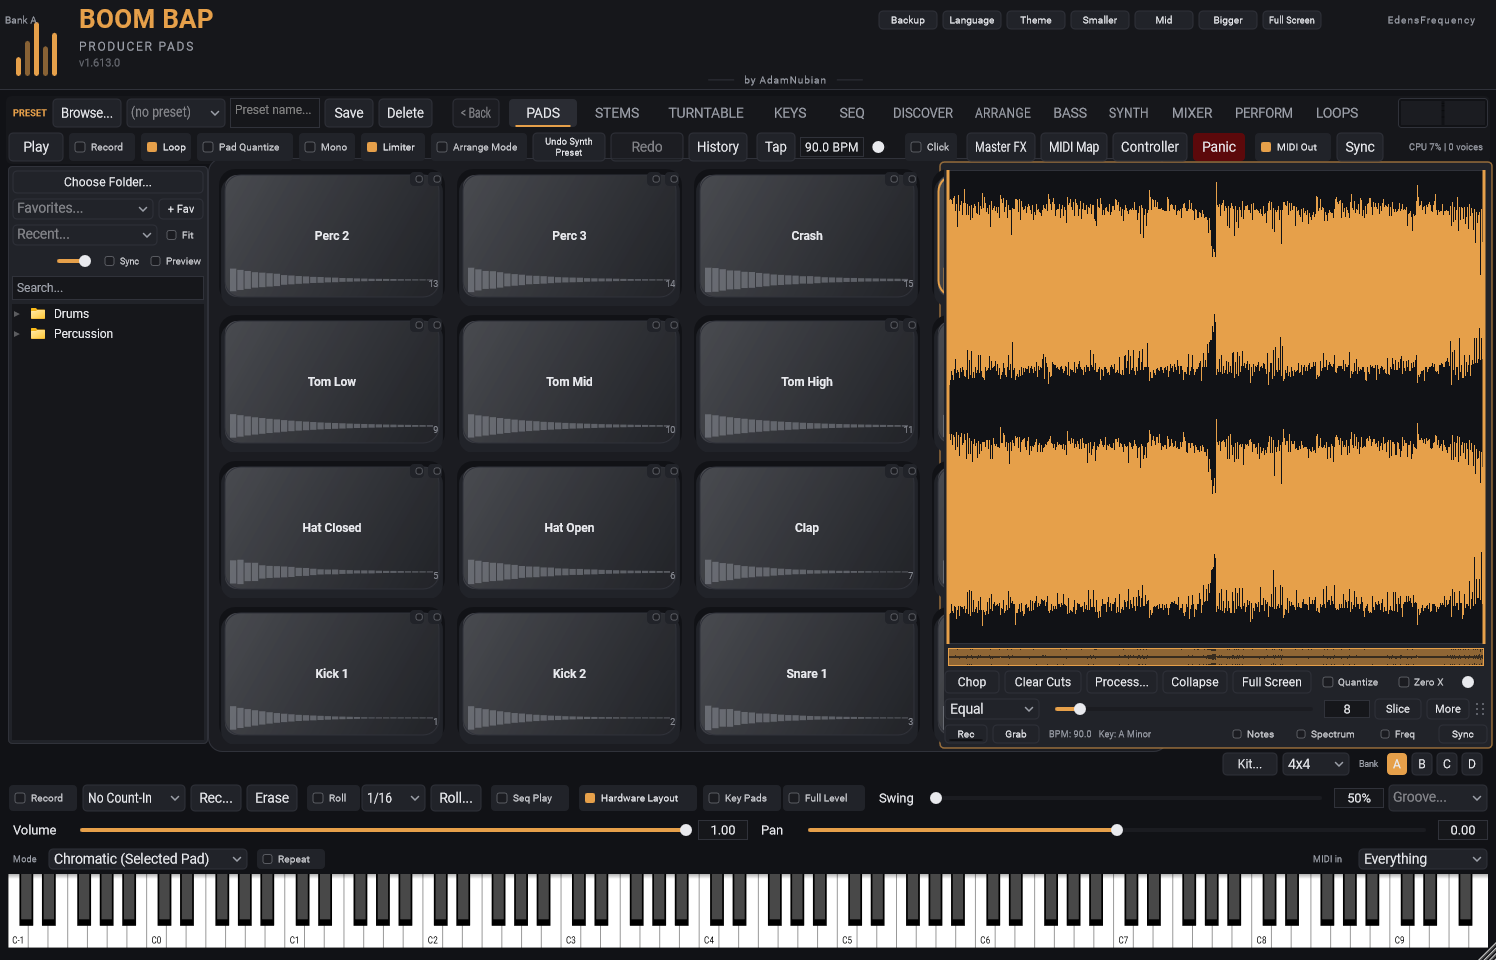 Bank A
BOOM BAP
PRODUCER PADS
v1.613.0
Backup Language Theme Smaller Mid Bigger Full Screen
EdensFrequency
by AdamNubian
PRESET Browse... (no preset) Preset name... Save Delete < Back PADS STEMS TURNTABLE KEYS SEQ DISCOVER ARRANGE BASS SYNTH MIXER PERFORM LOOPS
Play Record Loop Pad Quantize Mono Limiter Arrange Mode Undo Synth Preset Redo History Tap 90.0 BPM Click Master FX MIDI Map Controller Panic MIDI Out Sync CPU 7% | 0 voices
Choose Folder...
Favorites... + Fav
Recent... Fit
Sync Preview
Search...
Drums
Percussion
Perc 2 Perc 3 Crash
13 14 15
Tom Low Tom Mid Tom High
9 10 11
Hat Closed Hat Open Clap
5 6 7
Kick 1 Kick 2 Snare 1
1 2 3
Chop Clear Cuts Process... Collapse Full Screen Quantize Zero X
Equal 8 Slice More
Rec Grab BPM: 90.0 Key: A Minor Notes Spectrum Freq Sync
Kit... 4x4 Bank A B C D
Record No Count-In Rec... Erase Roll 1/16 Roll... Seq Play Hardware Layout Key Pads Full Level Swing 50% Groove...
Volume 1.00 Pan 0.00
Mode Chromatic (Selected Pad) Repeat MIDI in Everything
C-1 C0 C1 C2 C3 C4 C5 C6 C7 C8 C9